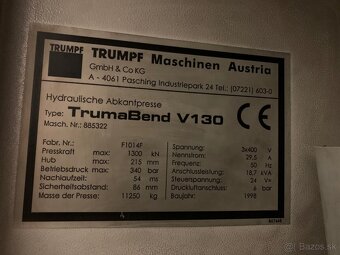 TRUMPF
TRUMPF Maschinen Austria
GmbH & Co KG
A - 4061 Pasching Industriepark 24 Tel.: (07221) 603-0
Hydraulische Abkantpresse
Type: TrumaBend V130 CE
Masch. Nr.: 885322
Fabr. Nr.: F1014F Spannung: 3x400 V
Presskraft max 1300 kN Nennstrom: 29,5 A
Hub max 215 mm Frequenz: 50 Hz
Betriebsdruck max 340 bar Anschlußwert: 18,7 kVA
Nachlaufzeit: 54 ms Steuerspannung: 24 V
Sicherheitsabstand: 86 mm Druckluftanschluss: 6 bar
Masse der Presse: 11250 kg Baujahr: 1998
bazos.sk